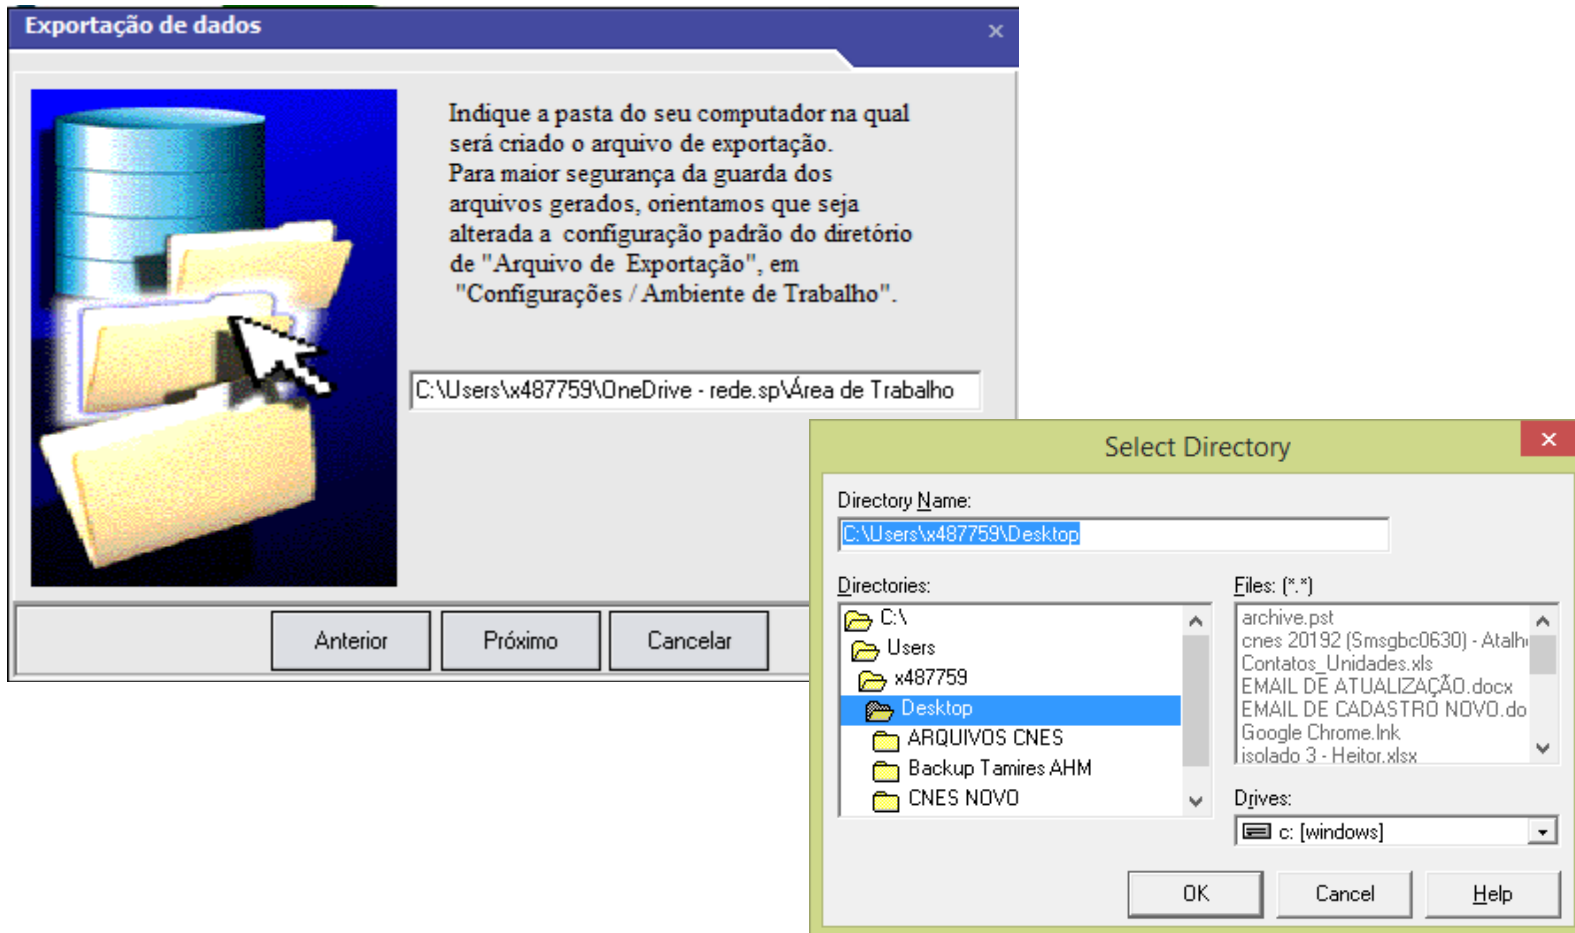 Exportação de dados
Indique a pasta do seu computador na qual
será criado o arquivo de exportação.
Para maior segurança da guarda dos
arquivos gerados, orientamos que seja
alterada a configuração padrão do diretório
de "Arquivo de Exportação", em
"Configurações / Ambiente de Trabalho".
C:\Users\x487759\OneDrive - rede.sp\Área de Trabalho
Anterior
Próximo
Cancelar
Select Directory
Directory Name:
C:\Users\x487759\Desktop
Directories:
C:\
Users
x487759
Desktop
ARQUIVOS CNES
Backup Tamires AHM
CNES NOVO
Files: (*.*)
archive.pst
cnes 20192 (Smsgbc0630) - Atalh
Contatos_Unidades.xls
EMAIL DE ATUALIZAÇÃO.docx
EMAIL DE CADASTRO NOVO.do
Google Chrome.lnk
isolado 3 - Heitor.xlsx
Drives:
c: [windows]
OK
Cancel
Help